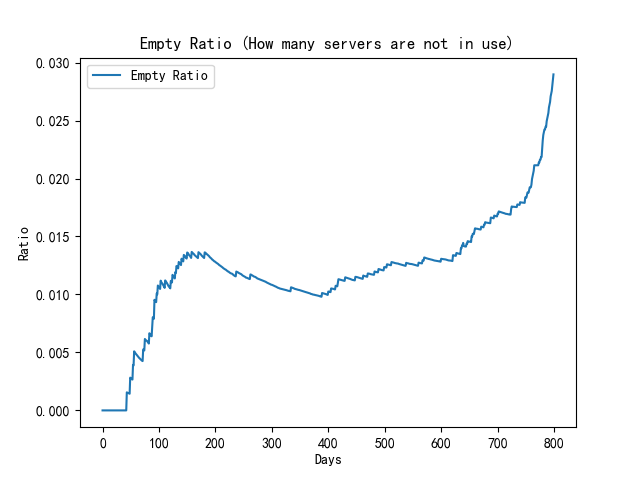 Empty Ratio (How many servers are not in use)
Empty Ratio
0.030
0.025
0.020
0.015
0.010
0.005
0.000
Ratio
0 100 200 300 400 500 600 700 800
Days